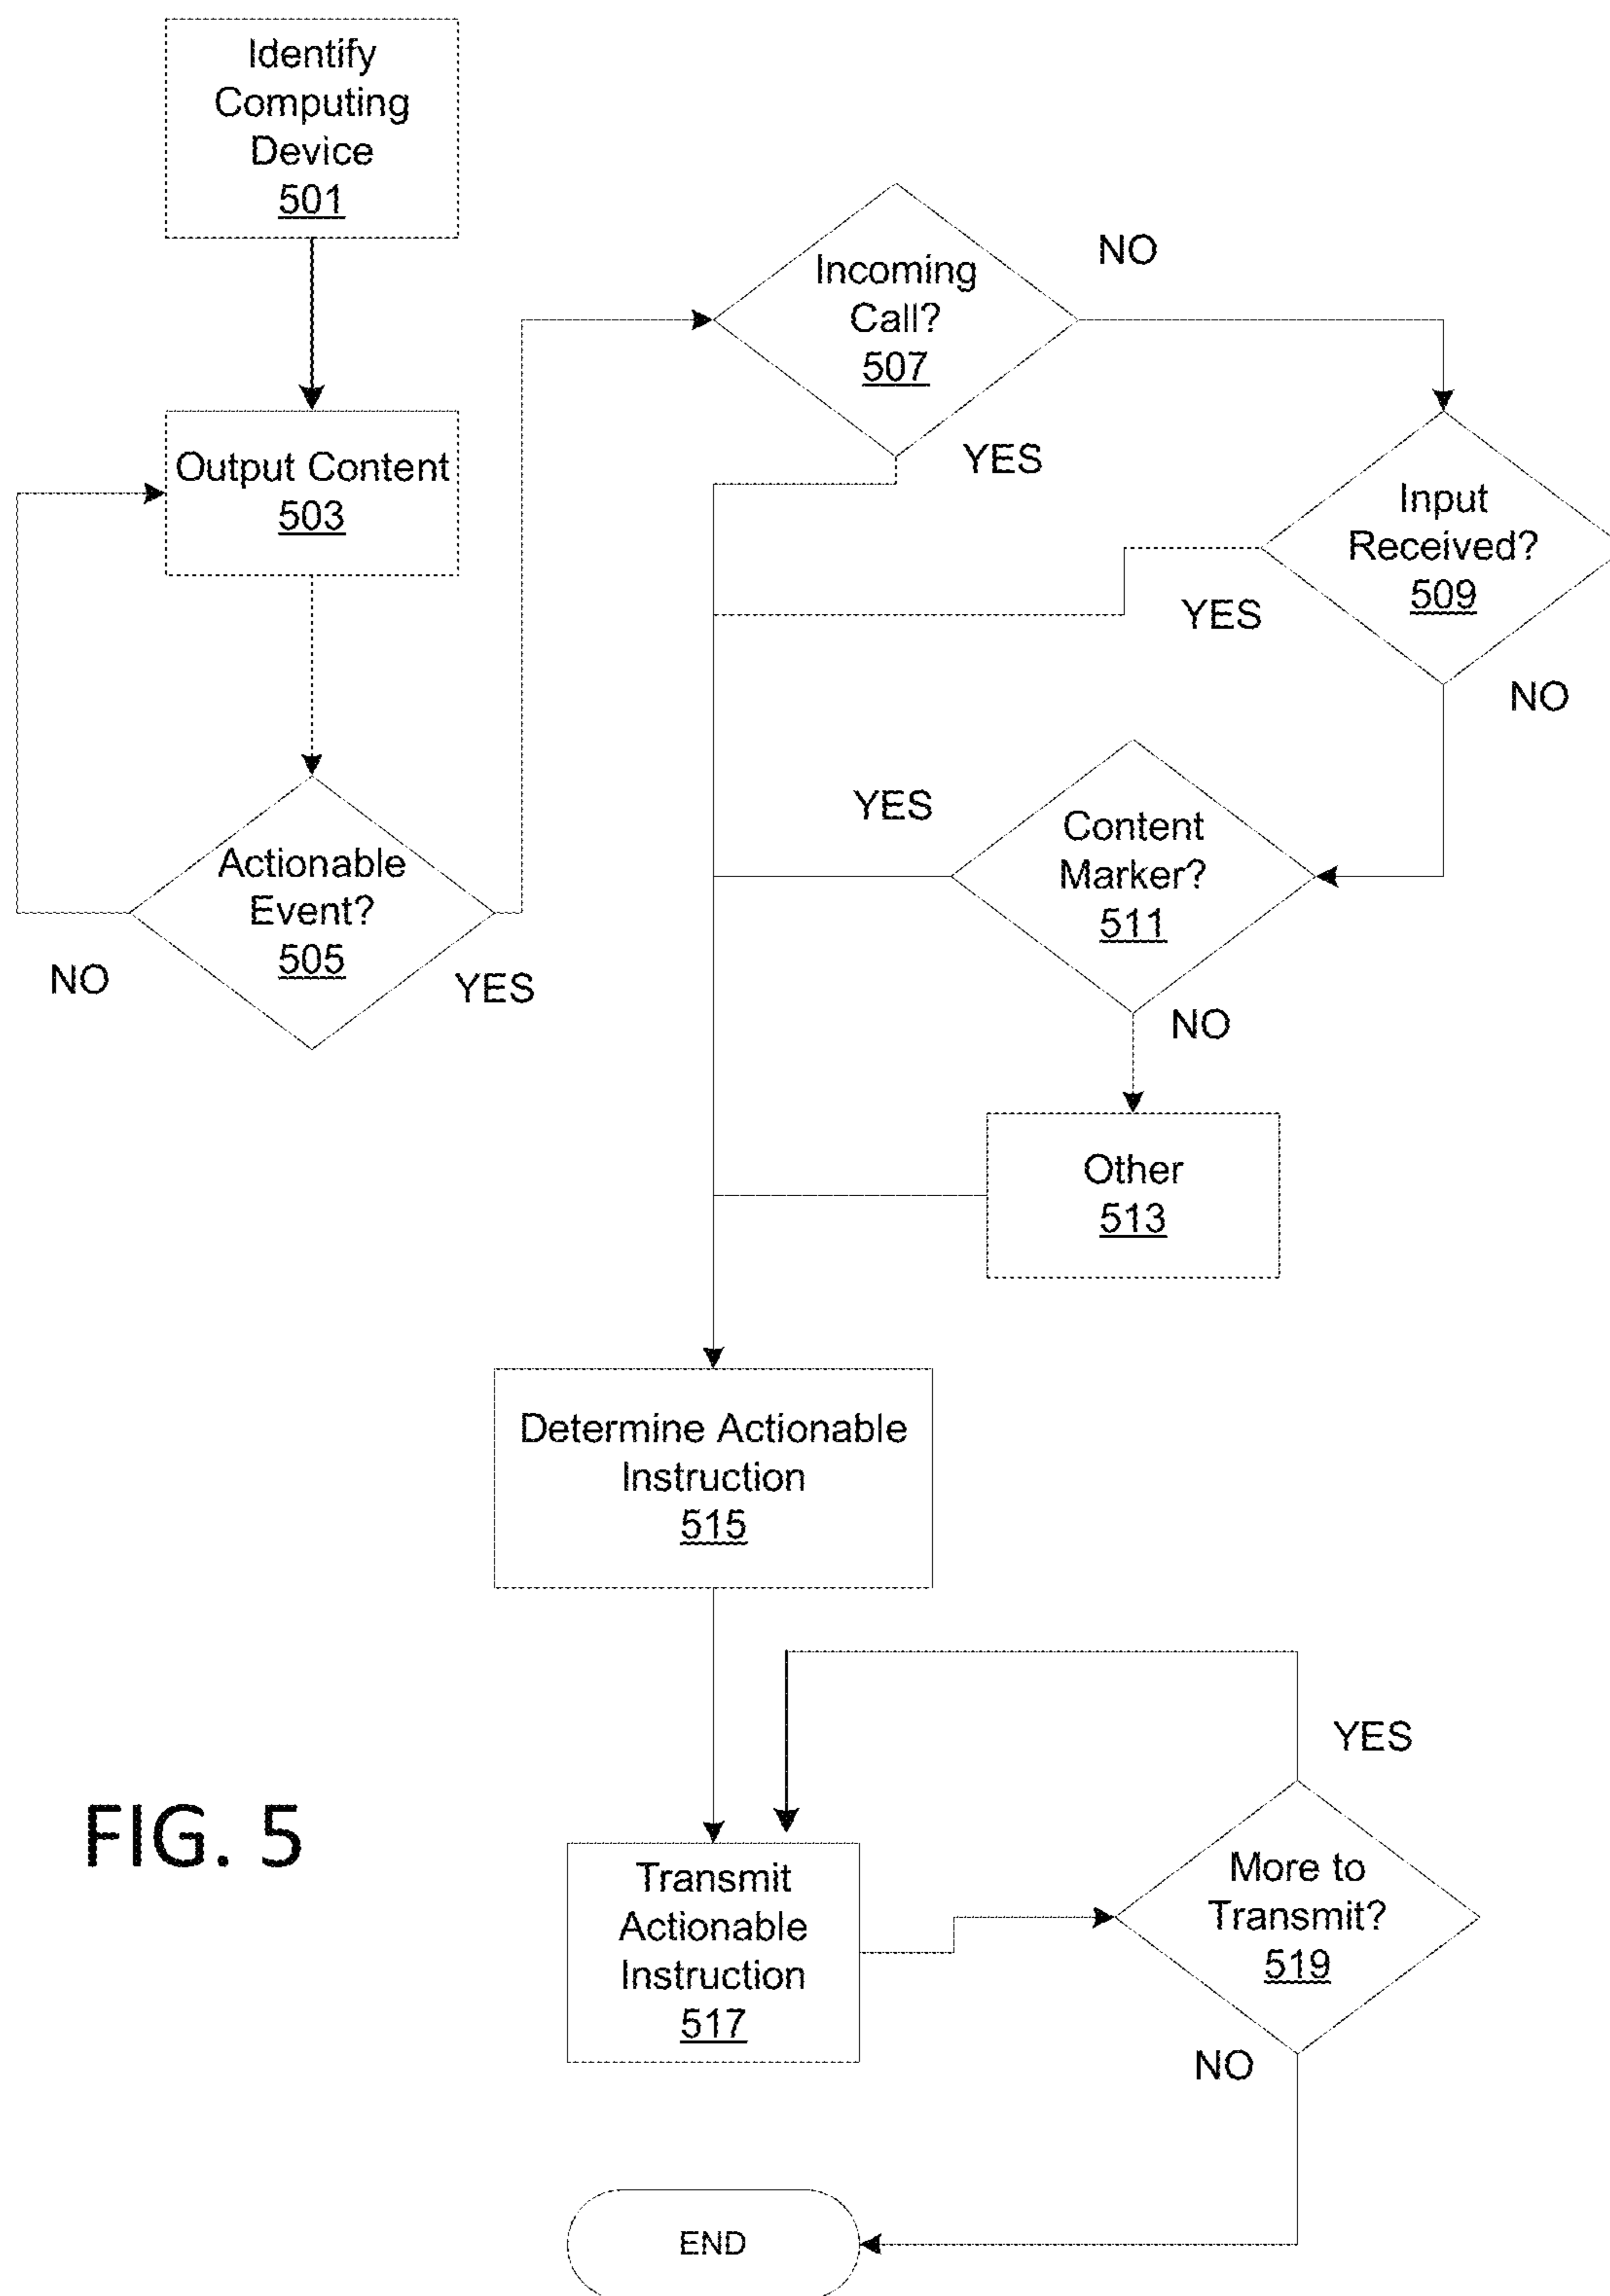 Identify
Computing
Device
501
Output Content
503
Actionable
Event?
505
NO
YES
Incoming
Call?
507
NO
YES
Input
Received?
509
YES
NO
Content
Marker?
511
YES
NO
Other
513
Determine Actionable
Instruction
515
Transmit
Actionable
Instruction
517
More to
Transmit?
519
YES
NO
END
FIG. 5